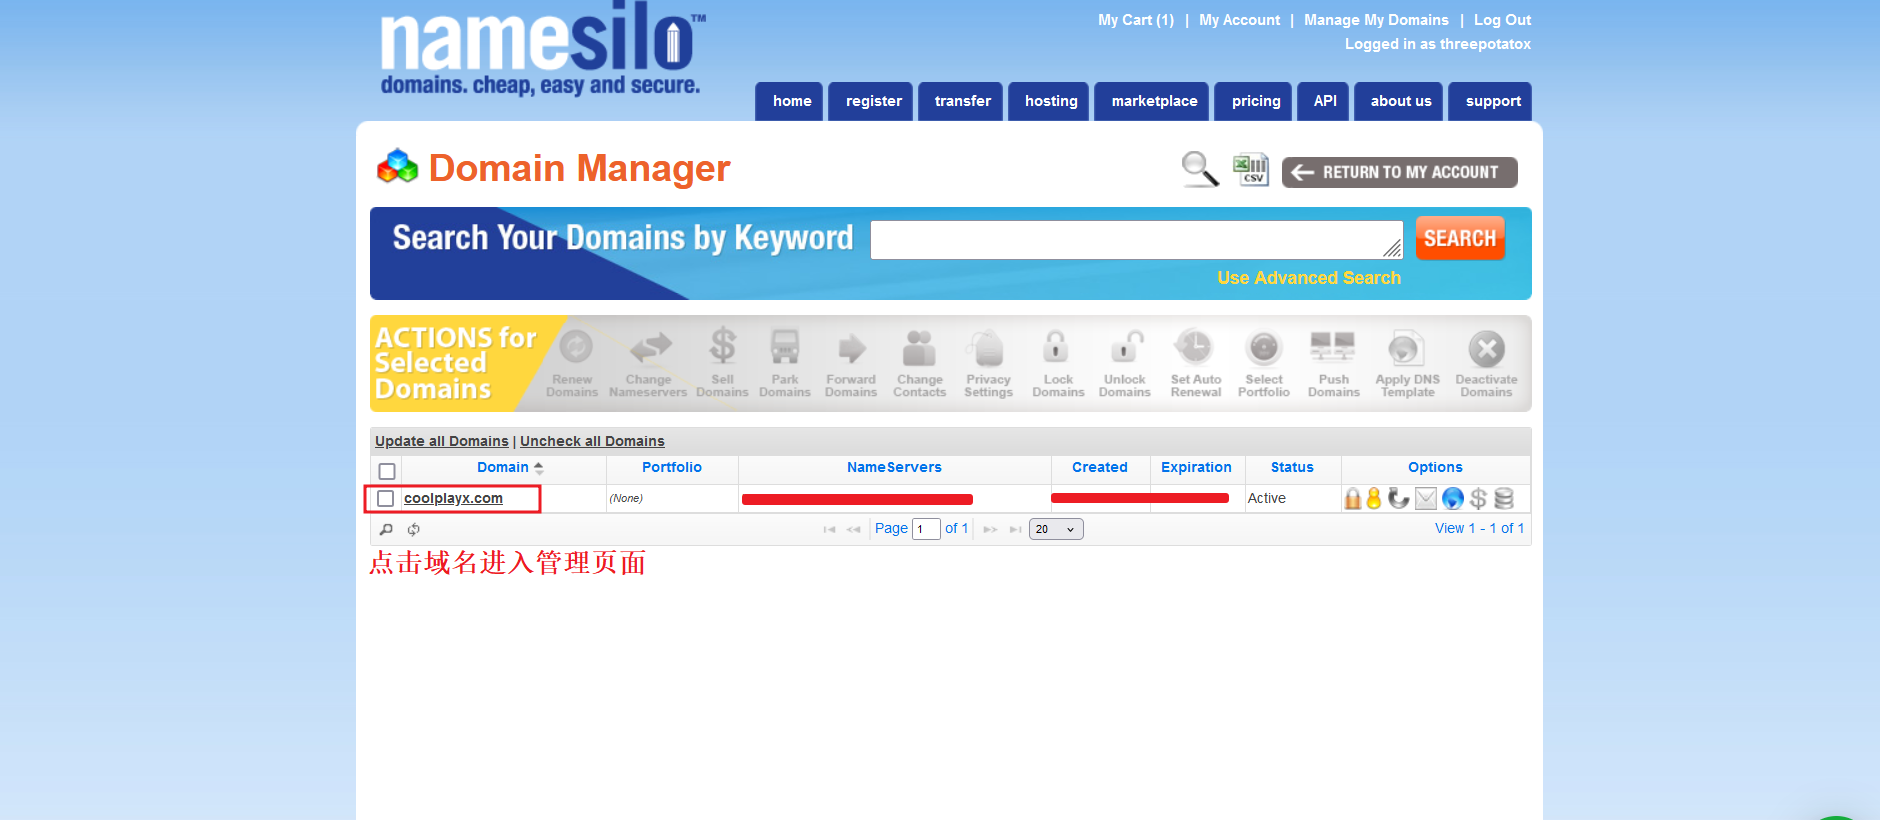 namesilo™
domains. cheap, easy and secure.
My Cart (1) | My Account | Manage My Domains | Log Out
Logged in as threepotatox
home register transfer hosting marketplace pricing API about us support
Domain Manager
CSV
RETURN TO MY ACCOUNT
Search Your Domains by Keyword
SEARCH
Use Advanced Search
ACTIONS for
Selected
Domains
Renew Domains
Change Nameservers
Sell Domains
Park Domains
Forward Domains
Change Contacts
Privacy Settings
Lock Domains
Unlock Domains
Set Auto Renewal
Select Portfolio
Push Domains
Apply DNS Template
Deactivate Domains
Update all Domains | Uncheck all Domains
Domain Portfolio NameServers Created Expiration Status Options
coolplayx.com (None) Active
Page 1 of 1 20 View 1 - 1 of 1
点击域名进入管理页面